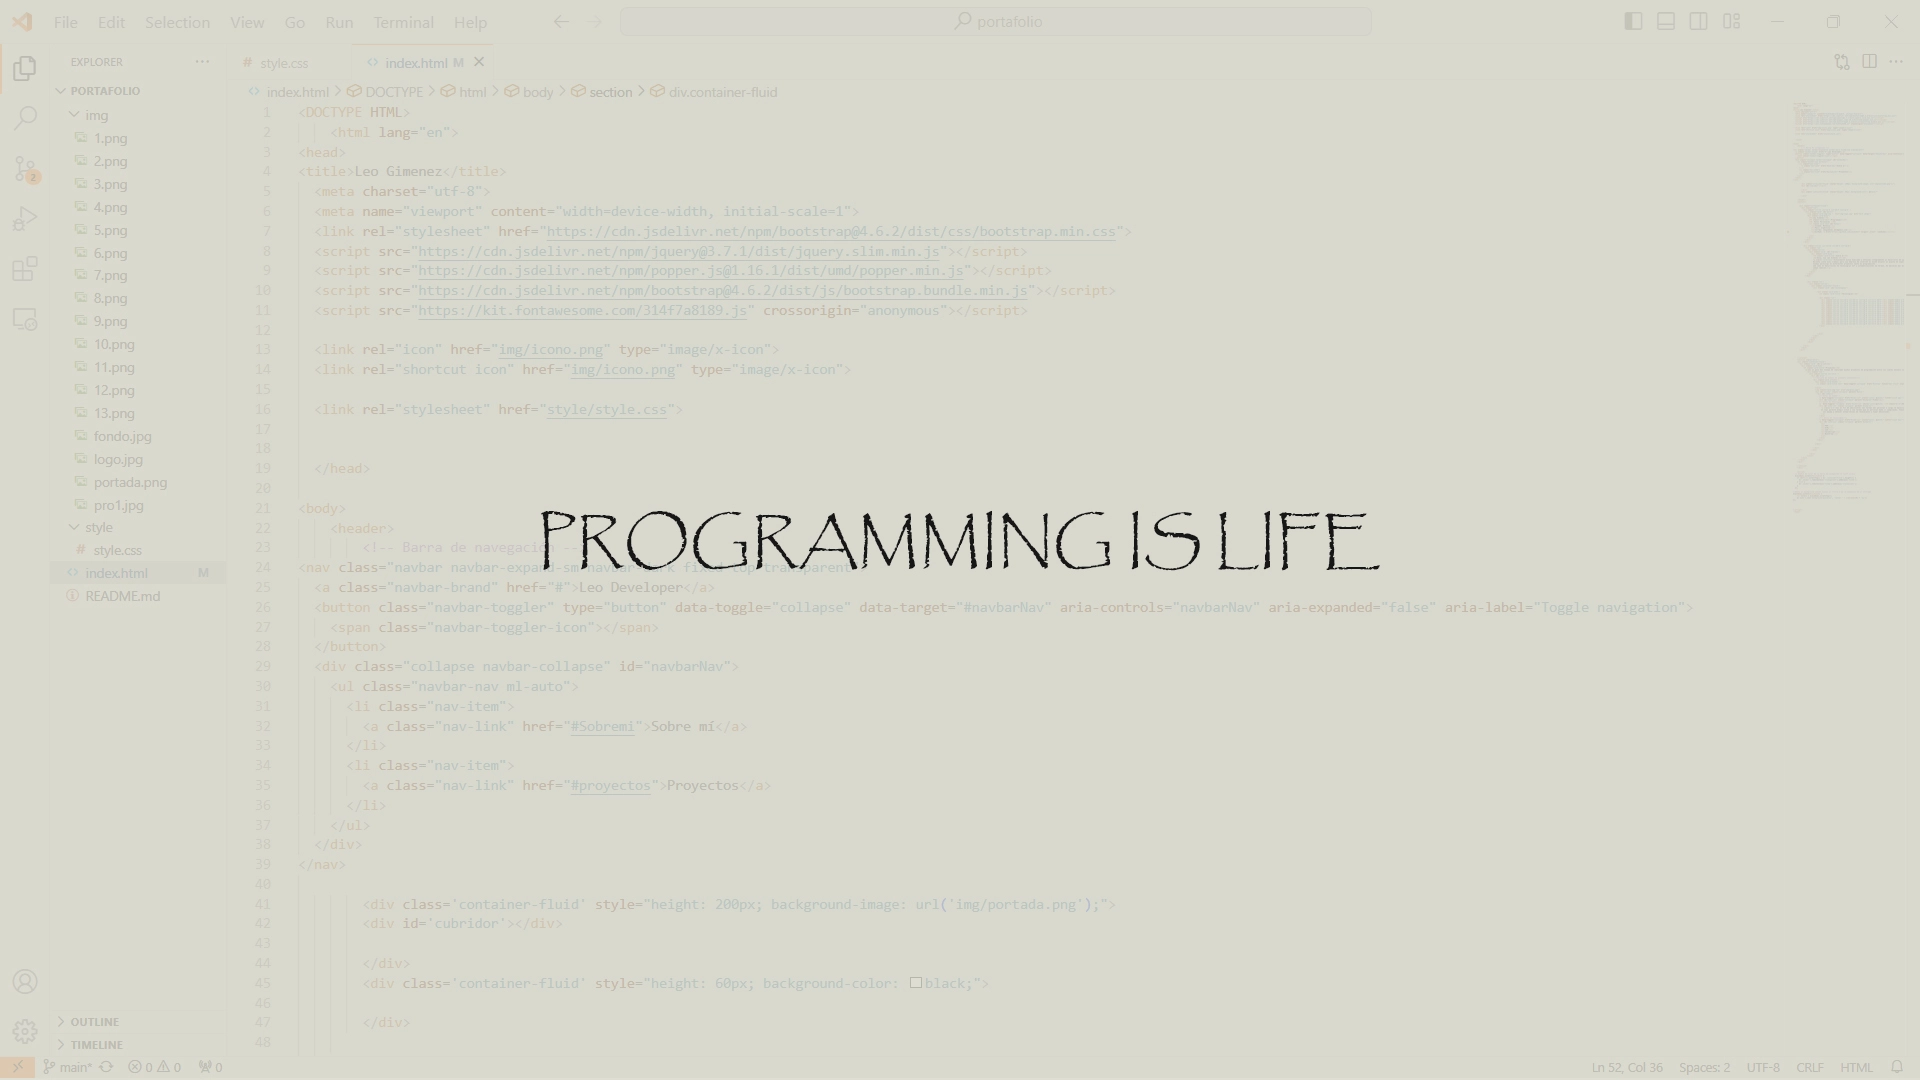 File Edit Selection View Go Run Terminal Help portafolio
EXPLORER
# style.css
index.html M
PORTAFOLIO
index.html > DOCTYPE > html > body > section > div.container-fluid
img
1.png
2.png
3.png
4.png
5.png
6.png
7.png
8.png
9.png
10.png
11.png
12.png
13.png
fondo.jpg
logo.jpg
portada.png
pro1.jpg
style
# style.css
index.html M
README.md
OUTLINE
TIMELINE
2
1 <DOCTYPE HTML>
2 <html lang="en">
3 <head>
4 <title>Leo Gimenez</title>
5 <meta charset="utf-8">
6 <meta name="viewport" content="width=device-width, initial-scale=1">
7 <link rel="stylesheet" href="https://cdn.jsdelivr.net/npm/bootstrap@4.6.2/dist/css/bootstrap.min.css">
8 <script src="https://cdn.jsdelivr.net/npm/jquery@3.7.1/dist/jquery.slim.min.js"></script>
9 <script src="https://cdn.jsdelivr.net/npm/popper.js@1.16.1/dist/umd/popper.min.js"></script>
10 <script src="https://cdn.jsdelivr.net/npm/bootstrap@4.6.2/dist/js/bootstrap.bundle.min.js"></script>
11 <script src="https://kit.fontawesome.com/314f7a8189.js" crossorigin="anonymous"></script>
12
13 <link rel="icon" href="img/icono.png" type="image/x-icon">
14 <link rel="shortcut icon" href="img/icono.png" type="image/x-icon">
15
16 <link rel="stylesheet" href="style/style.css">
17
18
19 </head>
20
21 <body>
22 <header>
PROGRAMMING IS LIFE
23 <!-- Barra de navegación --
24 <nav class="navbar navbar-expand-sm navbar-dark fixed-top transparent"
25 <a class="navbar-brand" href="#">Leo Developer</a>
26 <button class="navbar-toggler" type="button" data-toggle="collapse" data-target="#navbarNav" aria-controls="navbarNav" aria-expanded="false" aria-label="Toggle navigation">
27 <span class="navbar-toggler-icon"></span>
28 </button>
29 <div class="collapse navbar-collapse" id="navbarNav">
30 <ul class="navbar-nav ml-auto">
31 <li class="nav-item">
32 <a class="nav-link" href="#Sobremi">Sobre mí</a>
33 </li>
34 <li class="nav-item">
35 <a class="nav-link" href="#proyectos">Proyectos</a>
36 </li>
37 </ul>
38 </div>
39 </nav>
40
41 <div class='container-fluid' style="height: 200px; background-image: url('img/portada.png');">
42 <div id='cubridor'></div>
43
44 </div>
45 <div class='container-fluid' style="height: 60px; background-color: black;">
46
47 </div>
48
main* 0 0 0 Ln 52, Col 36 Spaces: 2 UTF-8 CRLF HTML